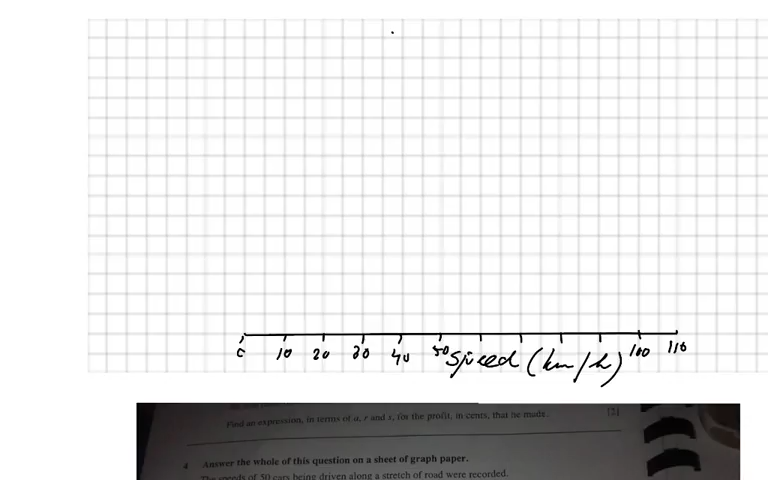 0 10 20 30 40 50 Speed (km/h) 100 110
Find an expression, in terms of a, r and s, for the profit, in cents, that he made. [2]
4 Answer the whole of this question on a sheet of graph paper.
The speeds of 50 cars being driven along a stretch of road were recorded.